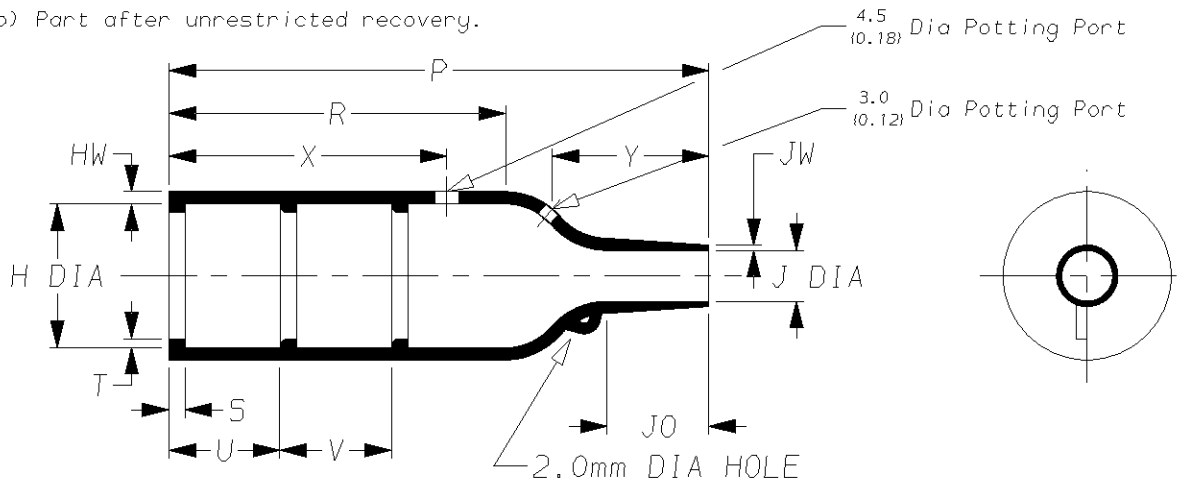 b) Part after unrestricted recovery.
4.5
{0.18} Dia Potting Port
P
3.0
{0.12} Dia Potting Port
R
HW
X
Y
JW
H DIA
J DIA
T
S
U
V
JO
2.0mm DIA HOLE